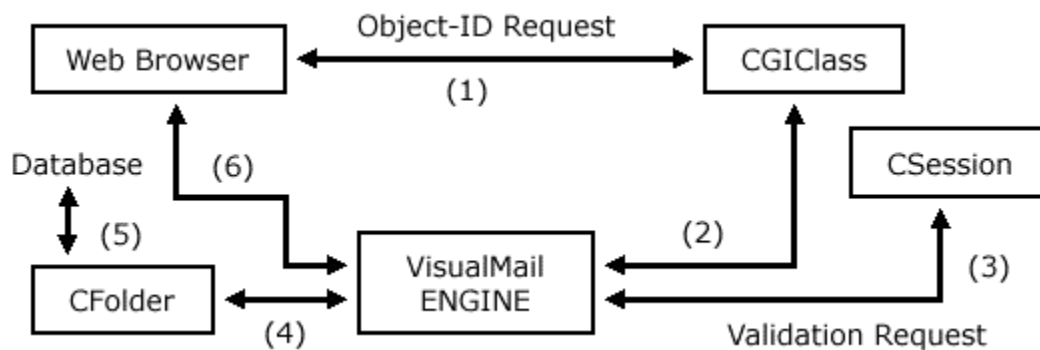 Object-ID Request
Web Browser
CGIClass
(1)
Database
(6)
CSession
(5)
VisualMail
ENGINE
(2)
(3)
CFolder
(4)
Validation Request